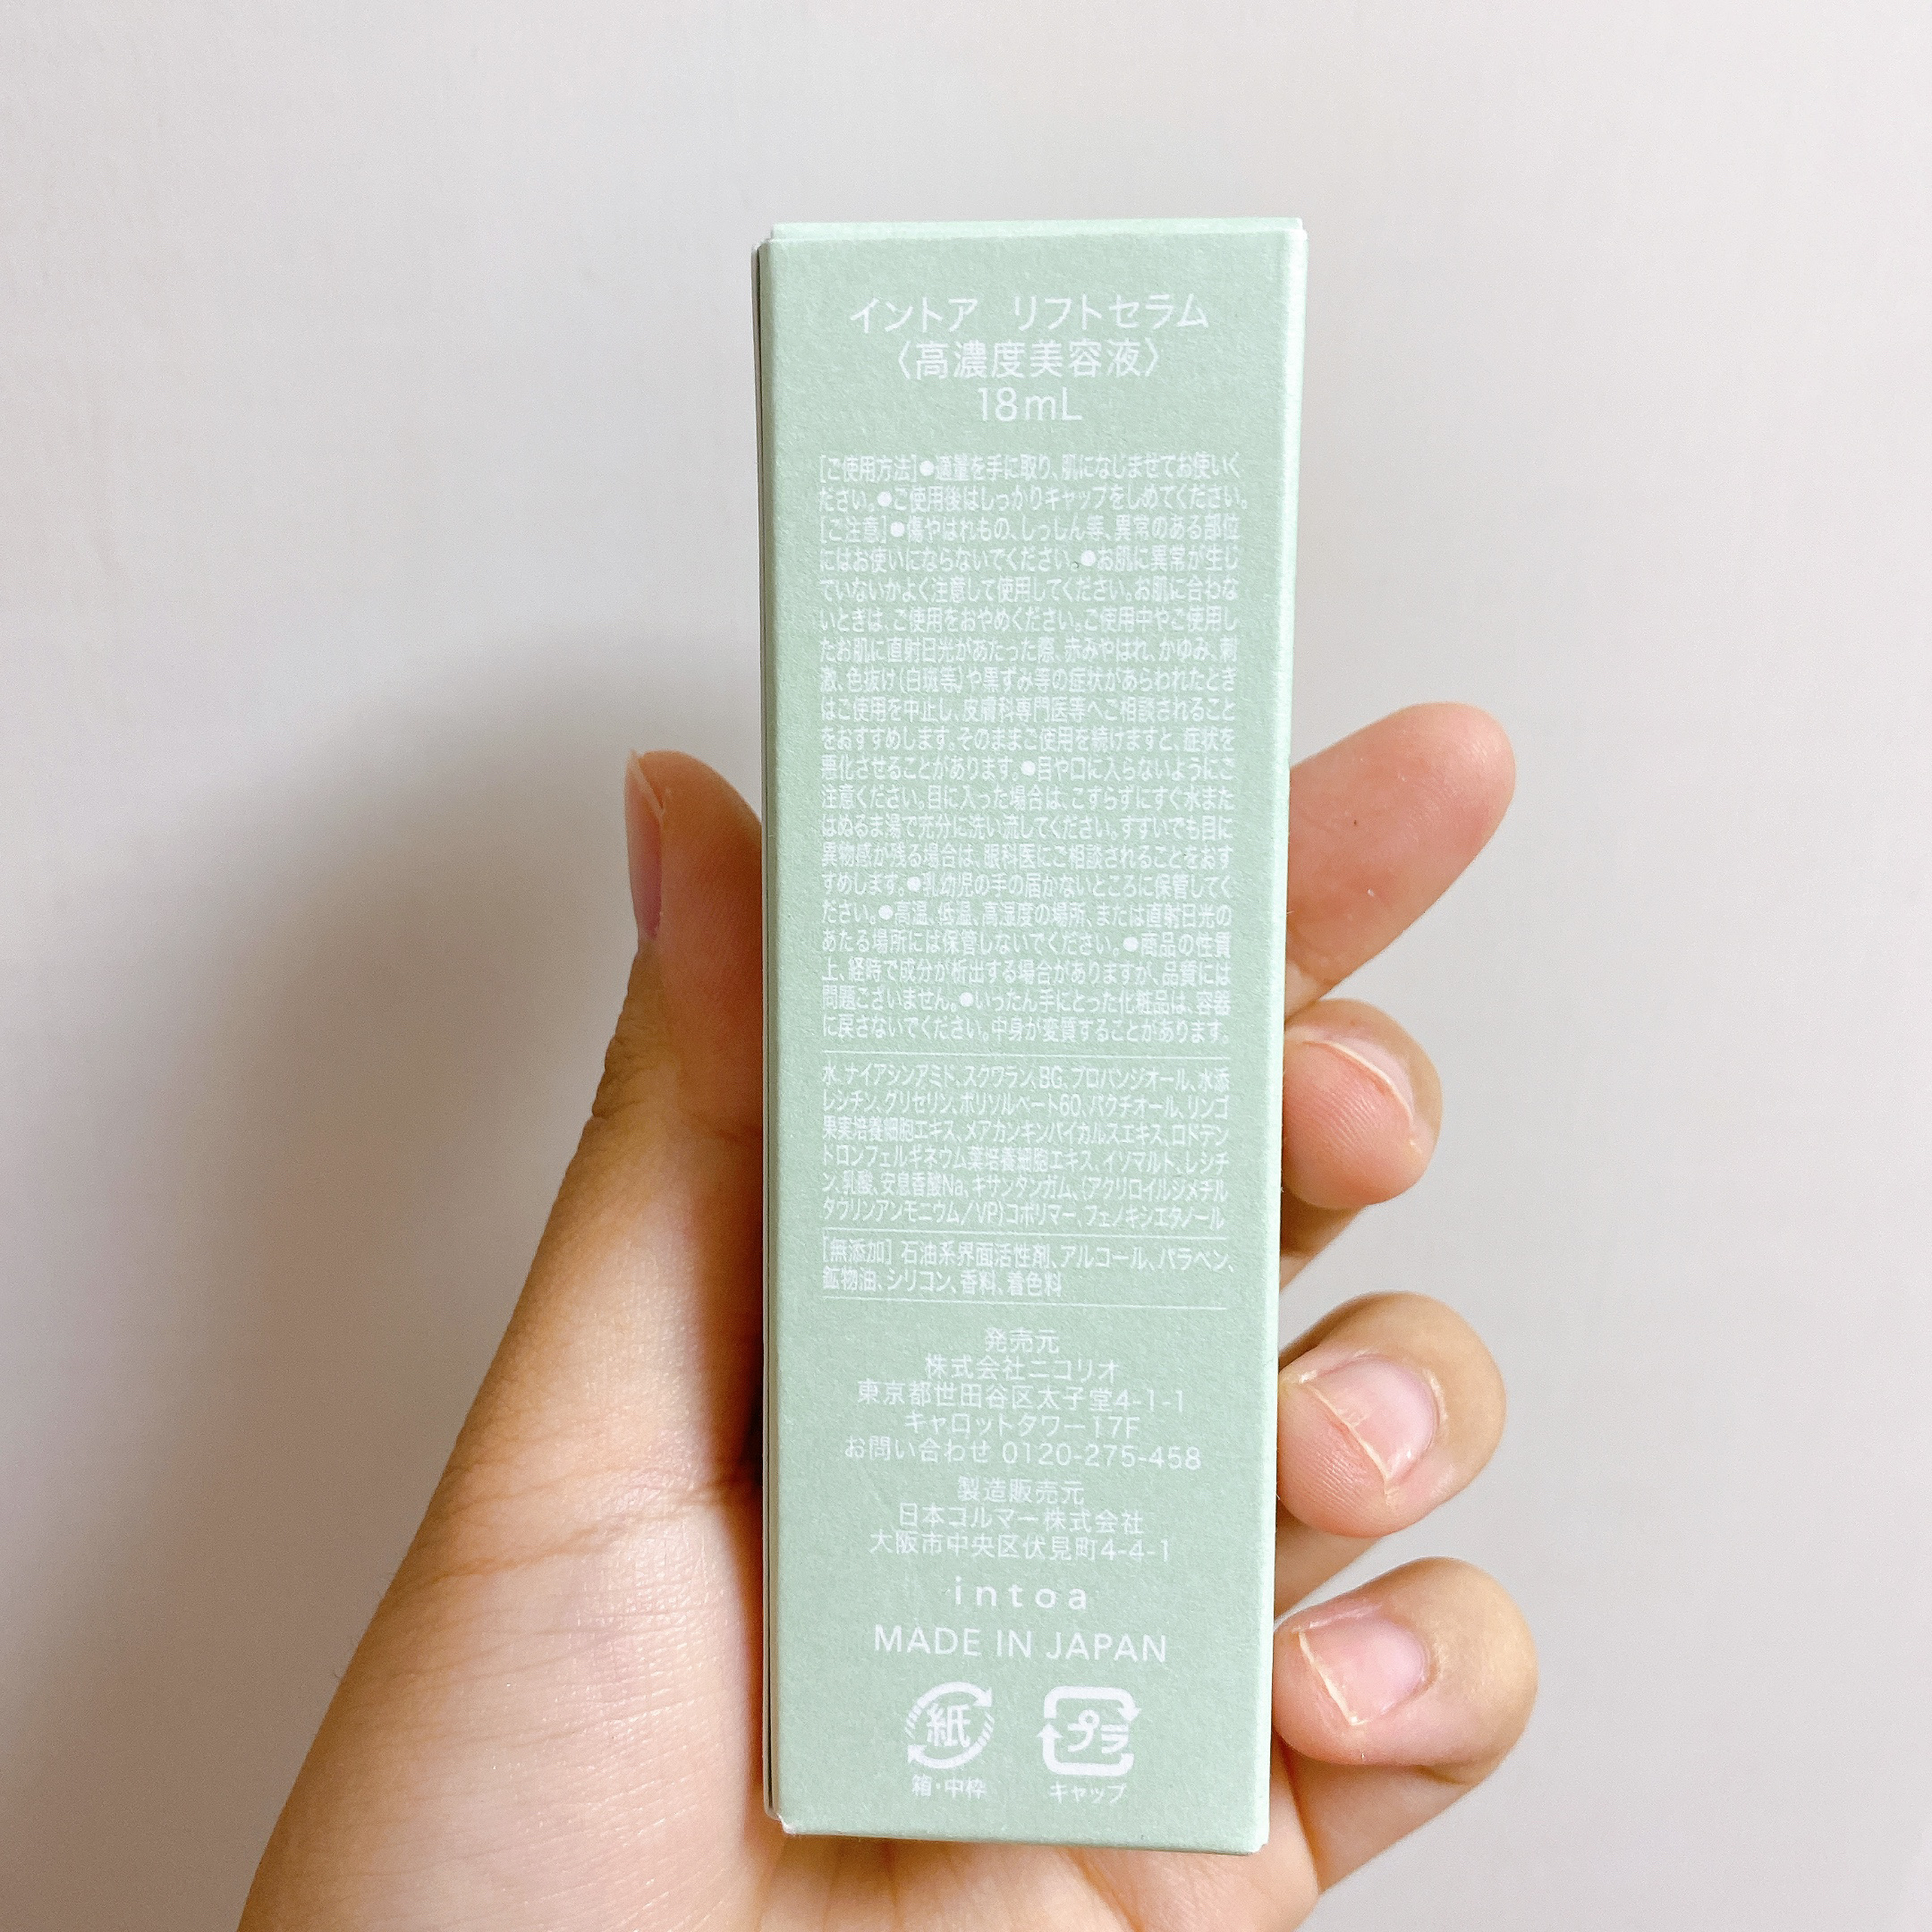 イントア　リフトセラム
〈高濃度美容液〉
18mL
[ご使用方法]●適量を手に取り、肌になじませてお使いく
ださい。●ご使用後はしっかりキャップをしめてください。
[ご注意]●傷やはれもの、しっしん等、異常のある部位
にはお使いにならないでください。●お肌に異常が生じ
ていないかよく注意して使用してください。お肌に合わな
いときは、ご使用をおやめください。ご使用中やご使用し
たお肌に直射日光があたった際、赤みやはれ、かゆみ、刺
激、色抜け(白斑等)や黒ずみ等の症状があらわれたとき
はご使用を中止し、皮膚科専門医等へご相談されること
をおすすめします。そのままご使用を続けますと、症状を
悪化させることがあります。●目や口に入らないようにご
注意ください。目に入った場合は、こすらずにすぐ水また
はぬるま湯で充分に洗い流してください。すすいでも目に
異物感が残る場合は、眼科医にご相談されることをおす
すめします。●乳幼児の手の届かないところに保管してく
ださい。●高温、低温、高湿度の場所、または直射日光の
あたる場所には保管しないでください。●商品の性質
上、経時で成分が析出する場合がありますが、品質には
問題ございません。●いったん手にとった化粧品は、容器
に戻さないでください。中身が変質することがあります。
水、ナイアシンアミド、スクワラン、BG、プロパンジオール、水添
レシチン、グリセリン、ポリソルベート60、バクチオール、リンゴ
果実培養細胞エキス、メアカンキンバイカルスエキス、ロドデン
ドロンフェルギネウム葉培養細胞エキス、イソマルト、レシチ
ン、乳酸、安息香酸Na、キサンタンガム、(アクリロイルジメチル
タウリンアンモニウム/VP)コポリマー、フェノキシエタノール
[無添加] 石油系界面活性剤、アルコール、パラベン、
鉱物油、シリコン、香料、着色料
発売元
株式会社ニコリオ
東京都世田谷区太子堂4-1-1
キャロットタワー17F
お問い合わせ 0120-275-458
製造販売元
日本コルマー株式会社
大阪市中央区伏見町4-4-1
intoa
MADE IN JAPAN
紙 プラ
箱・中枠 キャップ